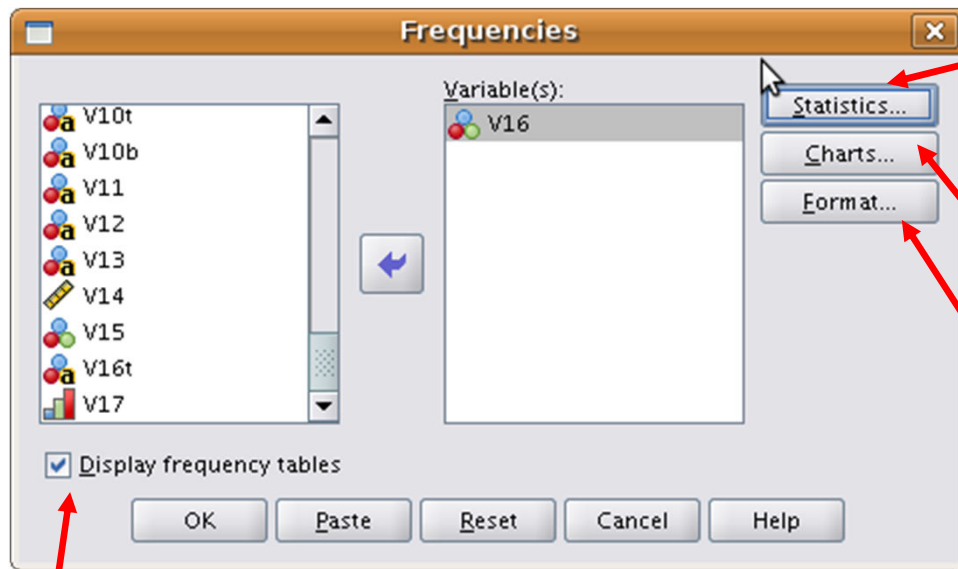 Frequencies
V10t
V10b
V11
V12
V13
V14
V15
V16t
V17
Variable(s):
V16
Statistics...
Charts...
Format...
Display frequency tables
OK Paste Reset Cancel Help